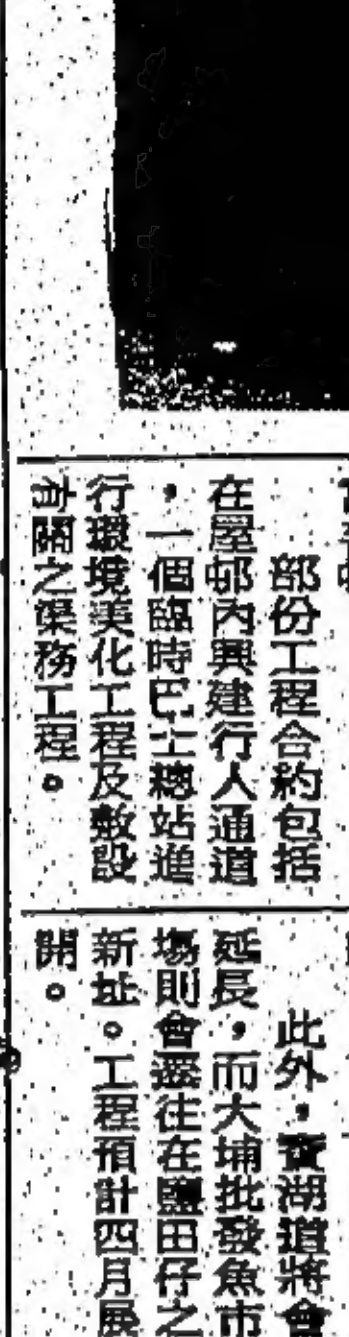 部份工程合約包括
在屋邨內興建行人通道
，一個臨時巴士總站進
行環境美化工程及敷設
有關之渠務工程。
此外，寶湖道將會
延長，而大埔批發魚市
場則會遷往在鹽田仔之
新址。工程預計四月展
開。